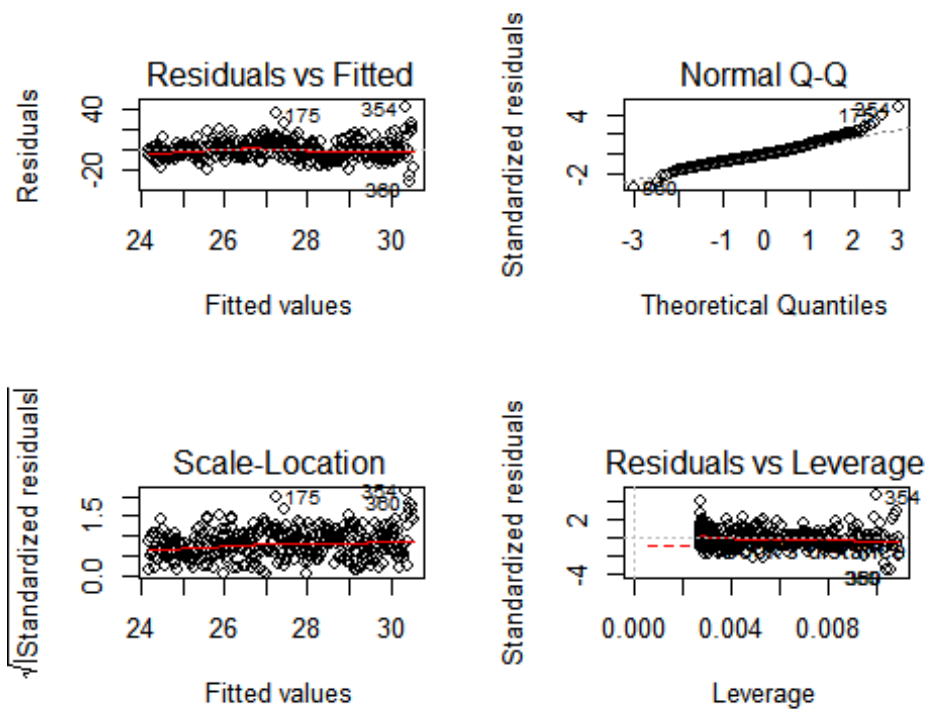 Residuals vs Fitted
Residuals
40
-20
175
354
360
24 26 28 30
Fitted values
Normal Q-Q
Standardized residuals
4
-2
354
175
360
-3 -1 0 1 2 3
Theoretical Quantiles
Scale-Location
√|Standardized residuals|
1.5
0.0
175
354
360
24 26 28 30
Fitted values
Residuals vs Leverage
Standardized residuals
2
-4
354
0.000 0.004 0.008
Leverage